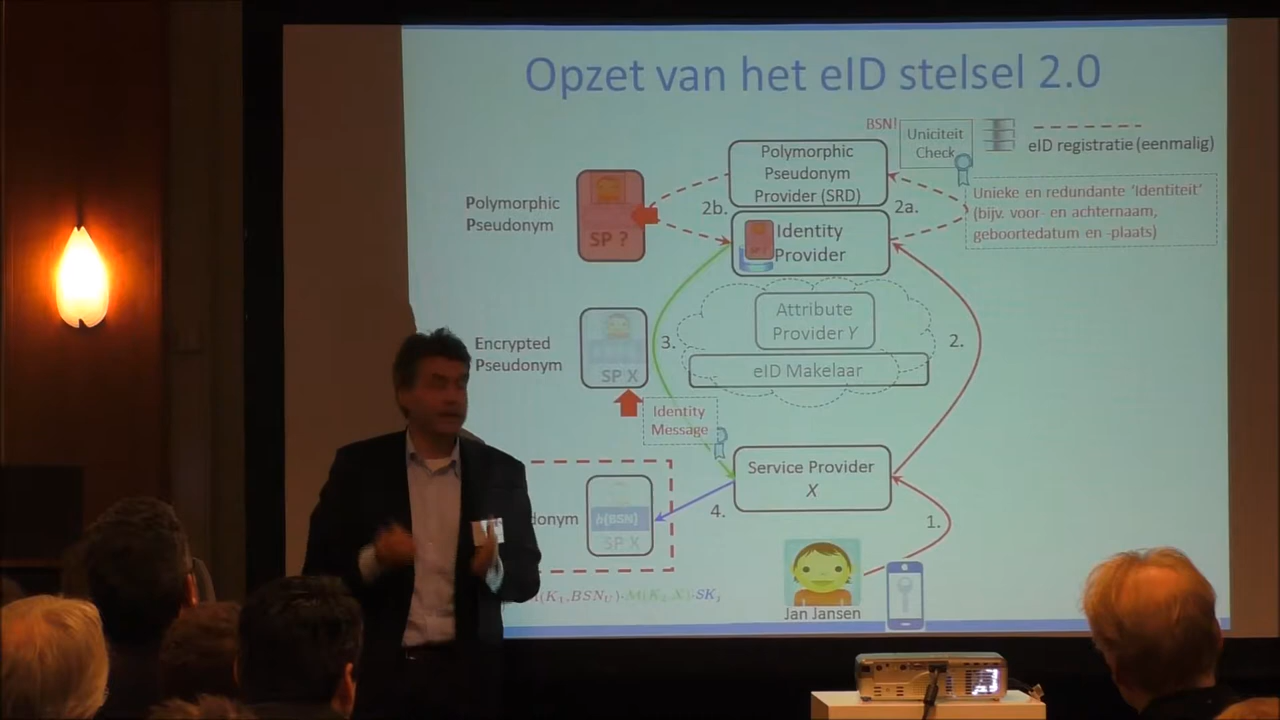 Opzet van het eID stelsel 2.0
BSN!
Uniciteit
Check
eID registratie (eenmalig)
Polymorphic
Pseudonym
Provider (SRD)
Polymorphic
Pseudonym
SP ?
2b.
2a.
Unieke en redundante 'Identiteit'
(bijv. voor- en achternaam,
geboortedatum en -plaats)
Identity
Provider
Attribute
Provider Y
3.
2.
Encrypted
Pseudonym
SP X
eID Makelaar
Identity
Message
Service Provider
X
donym
h(BSN)
SP X
4.
1.
Jan Jansen